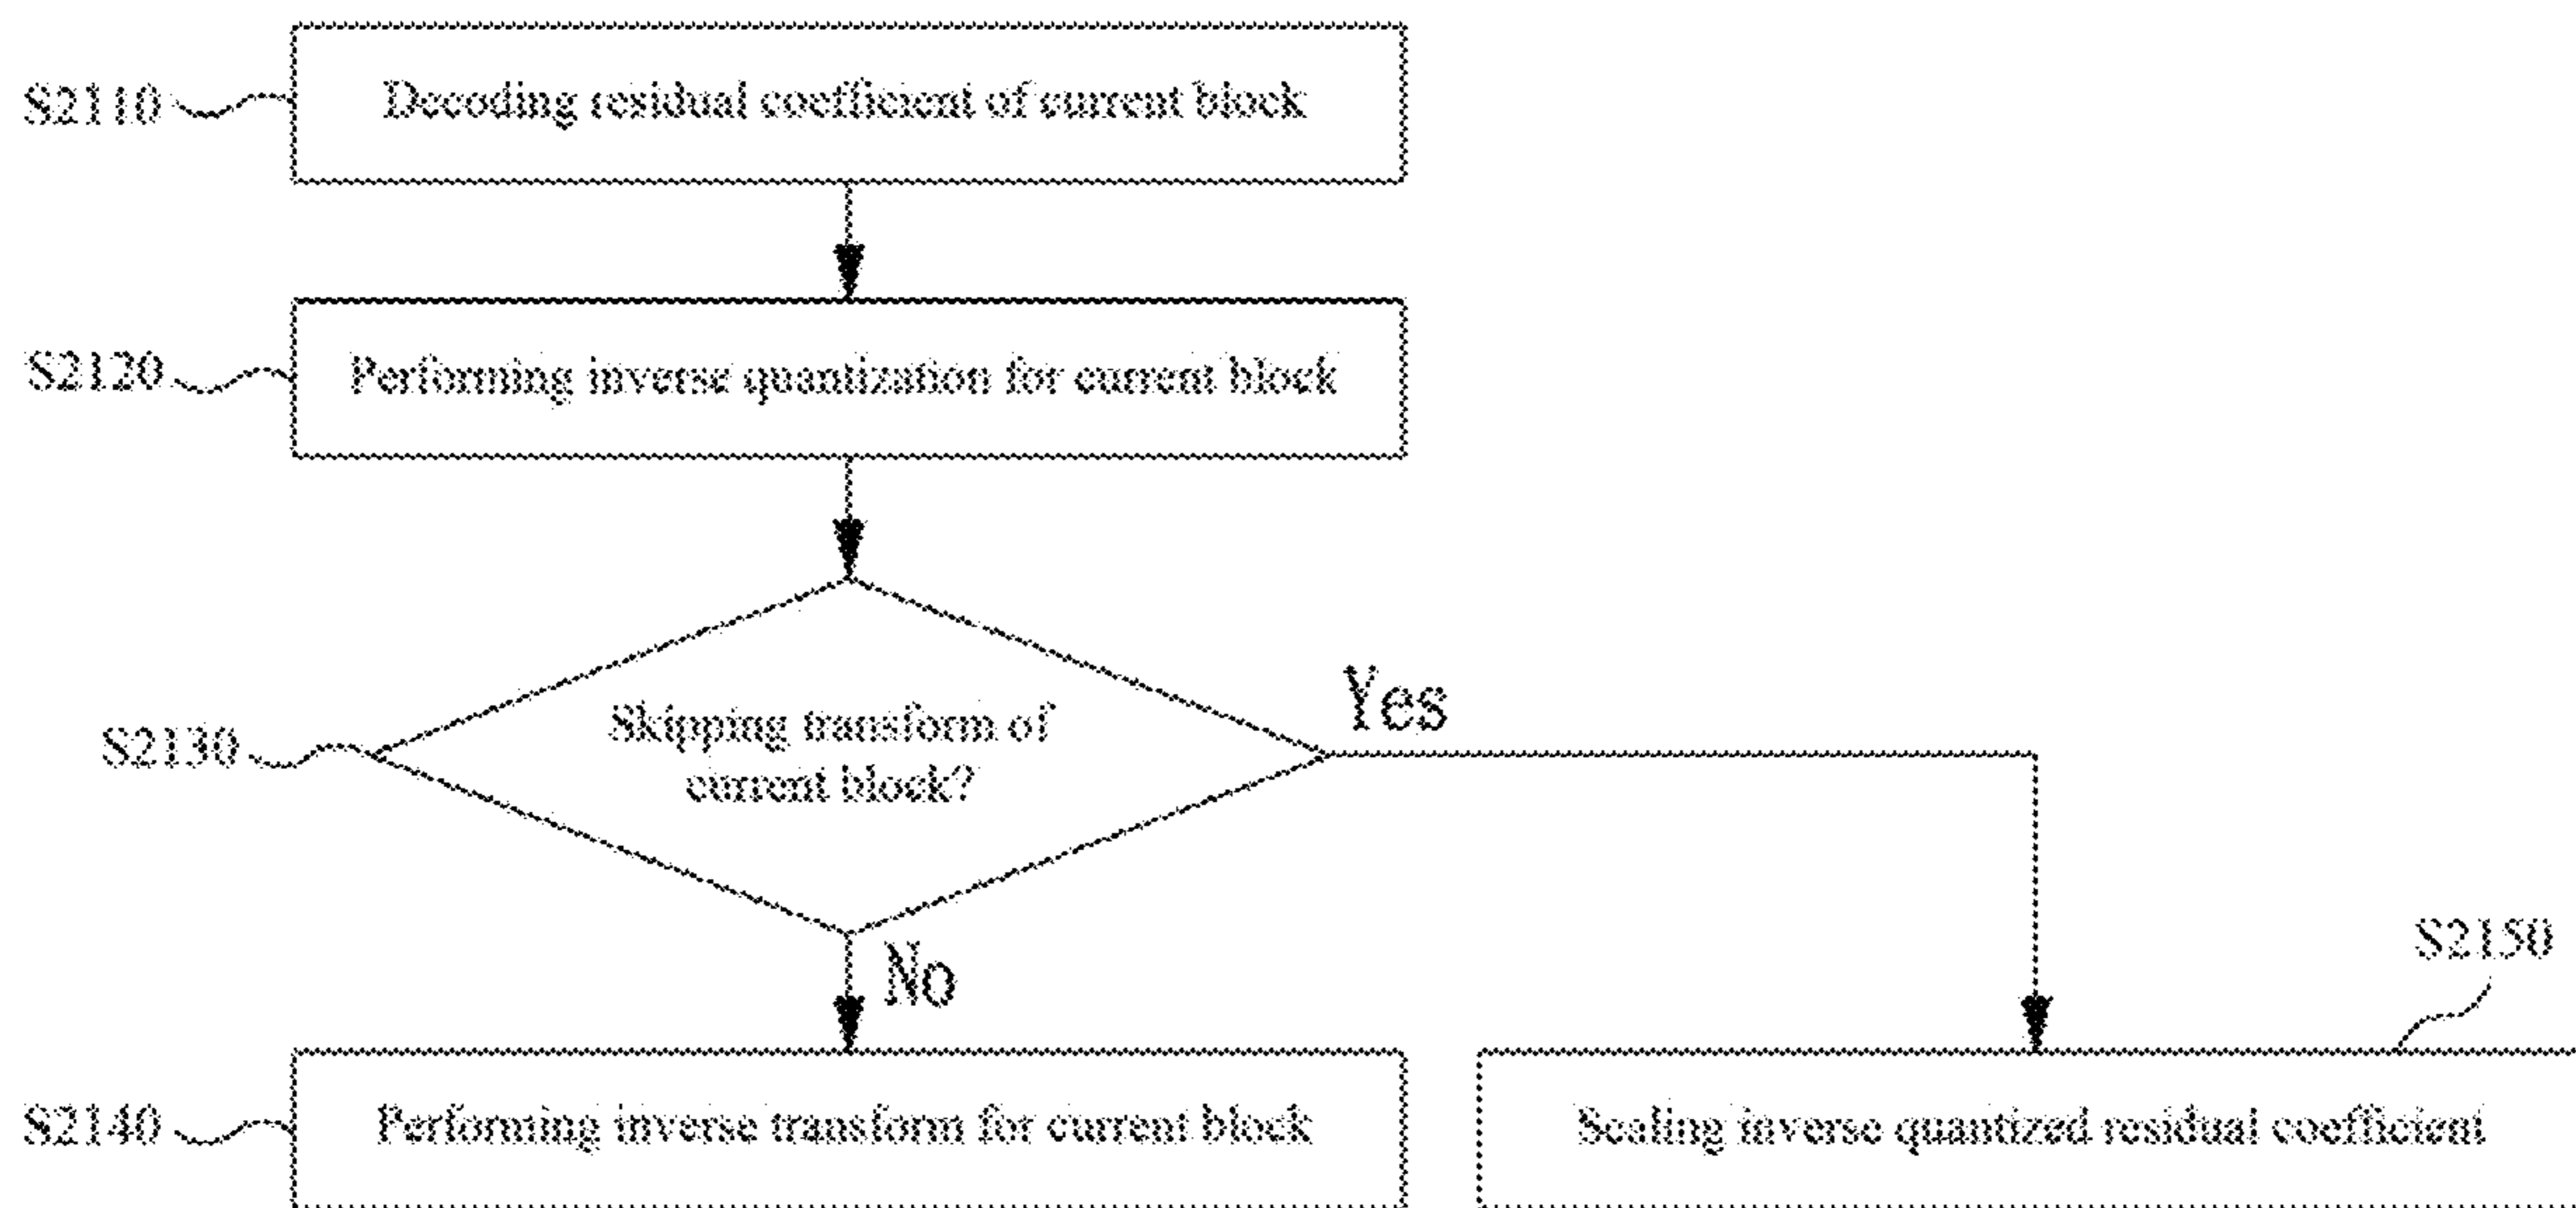 S2110
Decoding residual coefficient of current block
S2120
Performing inverse quantization for current block
S2130
Skipping transform of
current block?
Yes
No
S2150
S2140
Performing inverse transform for current block
Scaling inverse quantized residual coefficient